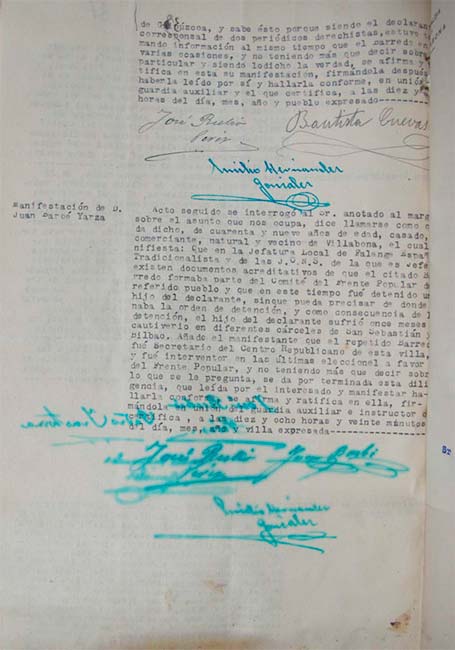 de Guipúzcoa, y sabe ésto porque siendo el declaran
corresponsal de dos periódicos derechistas, estuvo to
mando información al mismo tiempo que el Barredo en
varias ocasiones, y no teniendo más que decir sobre
particular y siendo lodicho la verdad, se afirma y
tifica en esta su manifestación, firmándola después
haberla leído por sí y hallarla conforme, en unión
guardia auxiliar y el que certifica, a las diez y
horas del día, mes, año y pueblo expresado
José Rubio
Perez
Bautista Cuevas
Emilio Hernández
González
Manifestación de D.
Juan Yarza
Acto seguido se interrogó al Sr. anotado al marg
sobre el asunto que nos ocupa, dice llamarse como q
da dicho, de cuarenta y nueve años de edad, casado,
comerciante, natural y vecino de Villabona, el cual
nifiesta: Que en la Jefatura Local de Falange Españ
Tradicionalista y de las J.O.N.S. de la que es Jefe
existen documentos acreditativos de que el citado Ba
rredo formaba parte del Comité del Frente Popular de
referido pueblo y que en este tiempo fué detenido u
hijo del declarante, sinque pueda precisar de donde
naba la orden de detención, y como consecuencia de l
detención, el hijo del declarante sufrió once meses
cautiverio en diferentes cárceles de San Sebastián y
Bilbao. Añade el manifestante que el repetido Barred
fué Secretario del Centro Republicano de esta villa,
y fué interventor en las últimas elecciones a favor
del Frente Popular, y no teniendo más que decir sobr
lo que se le pregunta, se da por terminada esta dili
gencia, que leída por el interesado y manifestar ha
llarla conforme se afirma y ratifica en ella, fir-
mándola en unión del guardia auxiliar e instructor q
certifica, a las diez y ocho horas y veinte minutos
del día, mes, año y villa expresada
José Rubio
Perez
Emilio Hernández
González
Br